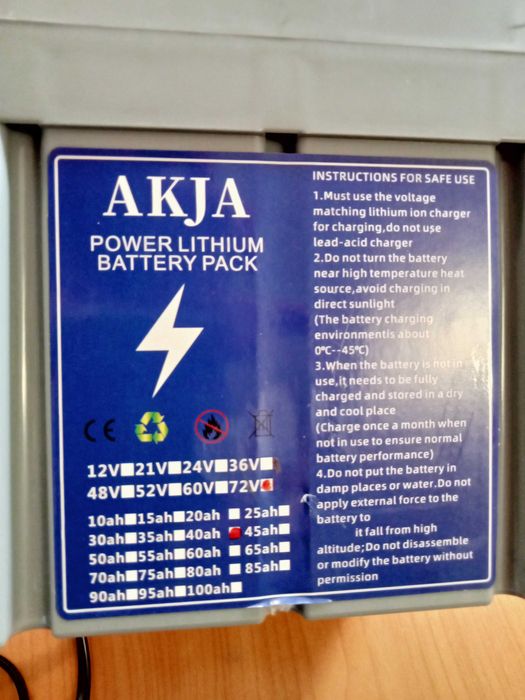 AKJA
POWER LITHIUM
BATTERY PACK
12V 21V 24V 36V
48V 52V 60V 72V
10ah 15ah 20ah 25ah
30ah 35ah 40ah 45ah
50ah 55ah 60ah 65ah
70ah 75ah 80ah 85ah
90ah 95ah 100ah
INSTRUCTIONS FOR SAFE USE
1.Must use the voltage
matching lithium ion charger
for charging,do not use
lead-acid charger
2.Do not turn the battery
near high temperature heat
source,avoid charging in
direct sunlight
(The battery charging
environmentis about
0℃--45℃)
3.When the battery is not in
use,it needs to be fully
charged and stored in a dry
and cool place
(Charge once a month when
not in use to ensure normal
battery performance)
4.Do not put the battery in
damp places or water.Do not
apply external force to the
battery to
it fall from high
altitude;Do not disassemble
or modify the battery without
permission